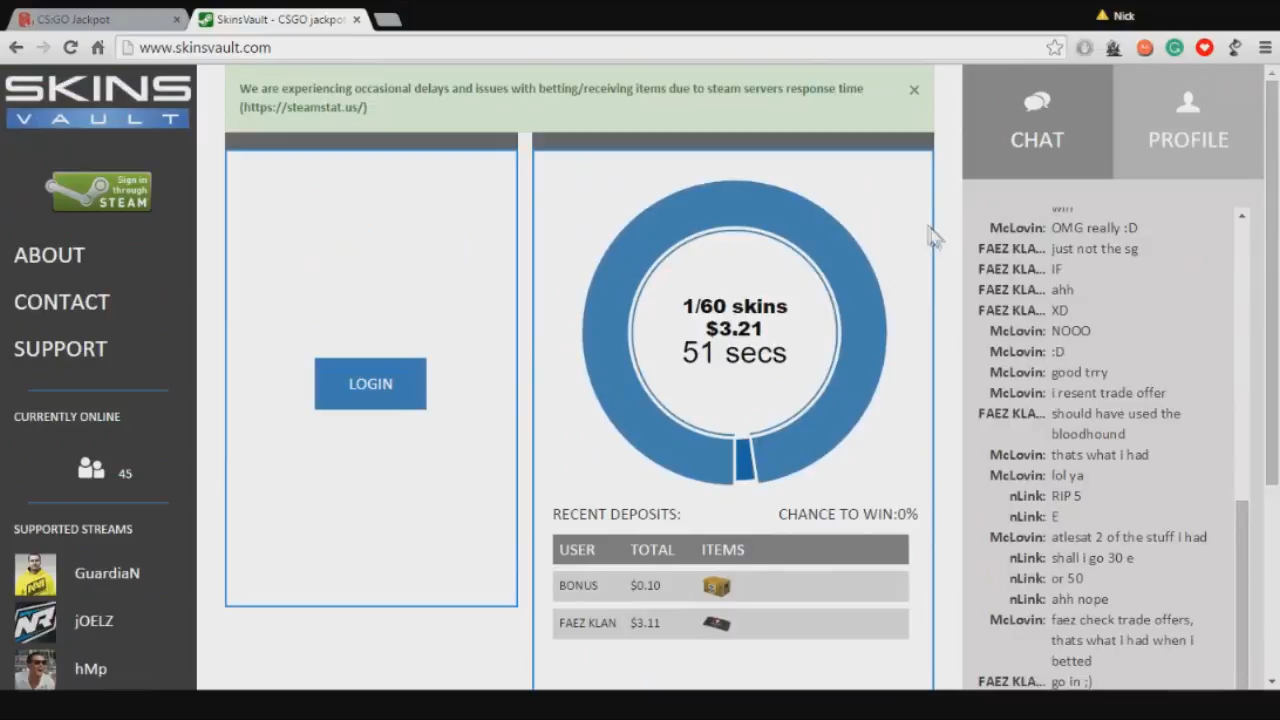 CS:GO Jackpot
SkinsVault - CSGO jackpot
Nick
www.skinsvault.com
SKINS
VAULT
Sign in
through
STEAM
ABOUT
CONTACT
SUPPORT
CURRENTLY ONLINE
45
SUPPORTED STREAMS
GuardiaN
jOELZ
hMp
We are experiencing occasional delays and issues with betting/receiving items due to steam servers response time
(https://steamstat.us/)
LOGIN
1/60 skins
$3.21
51 secs
RECENT DEPOSITS: CHANCE TO WIN:0%
USER TOTAL ITEMS
BONUS $0.10
FAEZ KLAN $3.11
CHAT
PROFILE
win
McLovin: OMG really :D
FAEZ KLA... just not the sg
FAEZ KLA... IF
FAEZ KLA... ahh
FAEZ KLA... XD
McLovin: NOOO
McLovin: :D
McLovin: good trry
McLovin: i resent trade offer
FAEZ KLA... should have used the
bloodhound
McLovin: thats what i had
McLovin: lol ya
nLink: RIP 5
nLink: E
McLovin: atlesat 2 of the stuff i had
nLink: shall i go 30 e
nLink: or 50
nLink: ahh nope
McLovin: faez check trade offers,
thats what I had when I
betted
FAEZ KLA... go in ;)